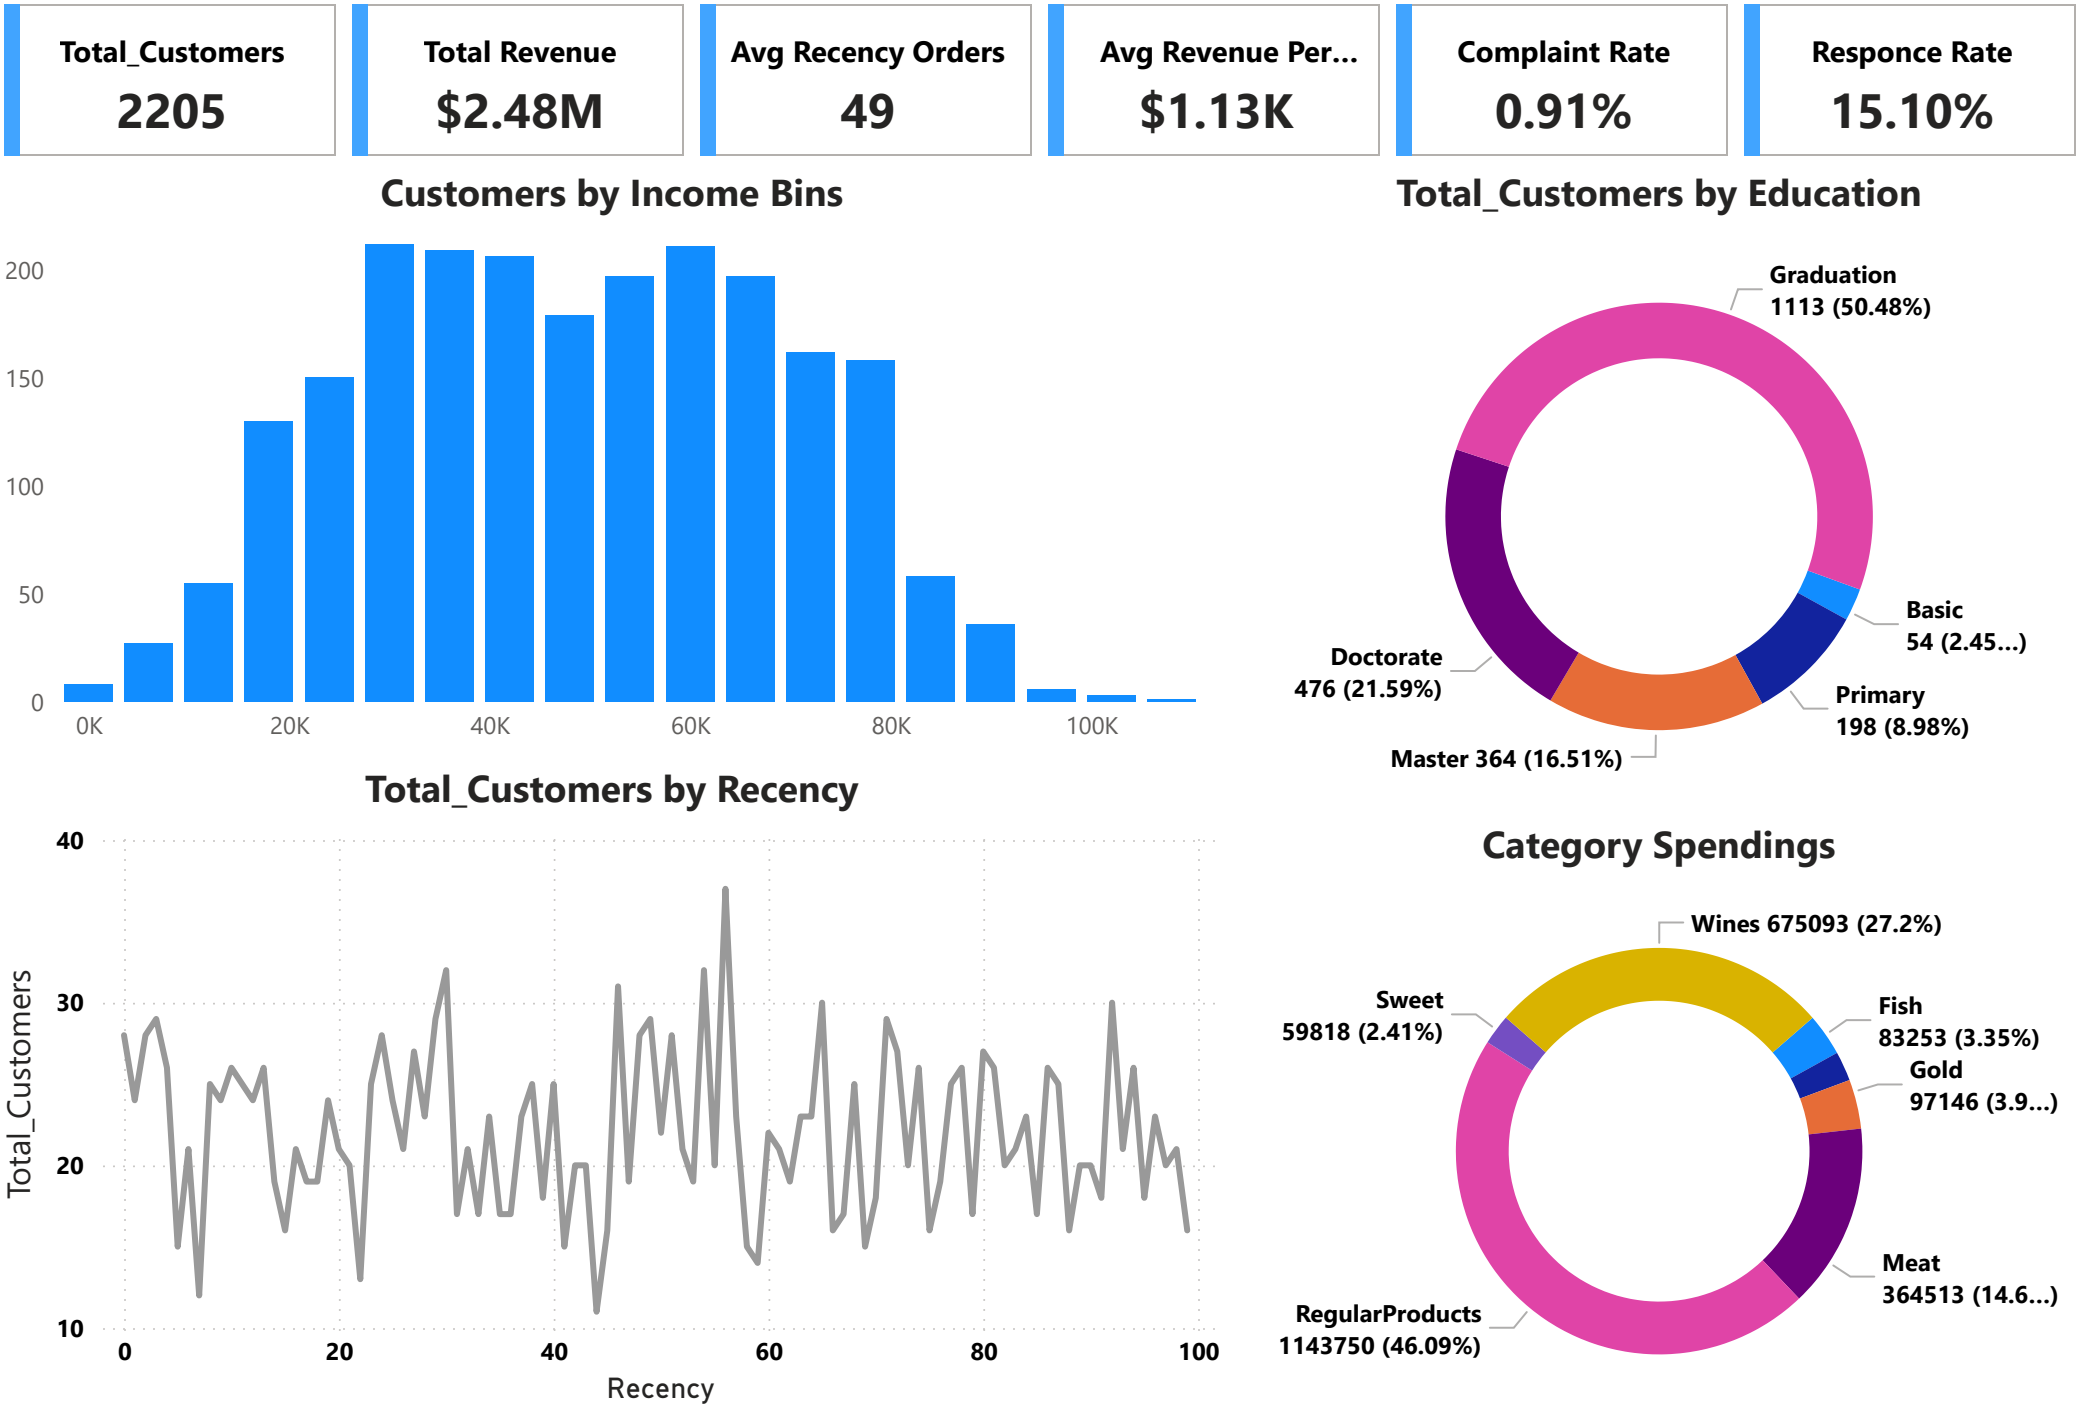 Total_Customers
2205
Total Revenue
$2.48M
Avg Recency Orders
49
Avg Revenue Per...
$1.13K
Complaint Rate
0.91%
Responce Rate
15.10%
Customers by Income Bins
200
150
100
50
0
0K 20K 40K 60K 80K 100K
Total_Customers by Education
Graduation
1113 (50.48%)
Basic
54 (2.45...)
Primary
198 (8.98%)
Master 364 (16.51%)
Doctorate
476 (21.59%)
Total_Customers by Recency
Total_Customers
40
30
20
10
0 20 40 60 80 100
Recency
Category Spendings
Wines 675093 (27.2%)
Fish
83253 (3.35%)
Gold
97146 (3.9...)
Meat
364513 (14.6...)
RegularProducts
1143750 (46.09%)
Sweet
59818 (2.41%)